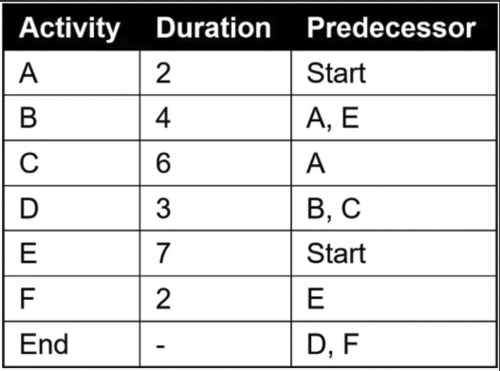 Activity Duration Predecessor
A 2 Start
B 4 A, E
C 6 A
D 3 B, C
E 7 Start
F 2 E
End - D, F